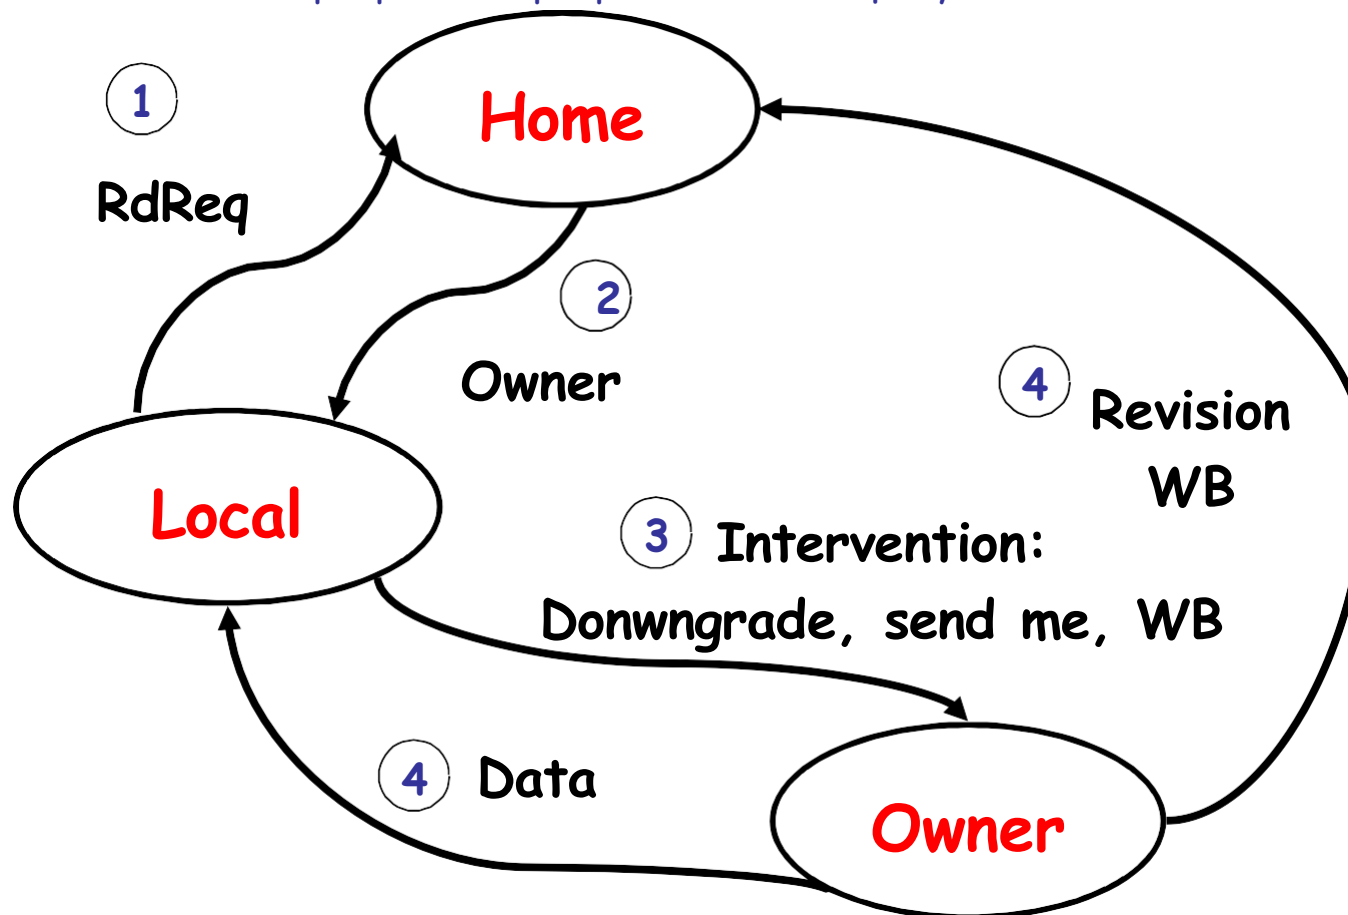 1
Home
RdReq
2
Owner
4
Revision
WB
Local
3 Intervention:
Donwngrade, send me, WB
4 Data
Owner